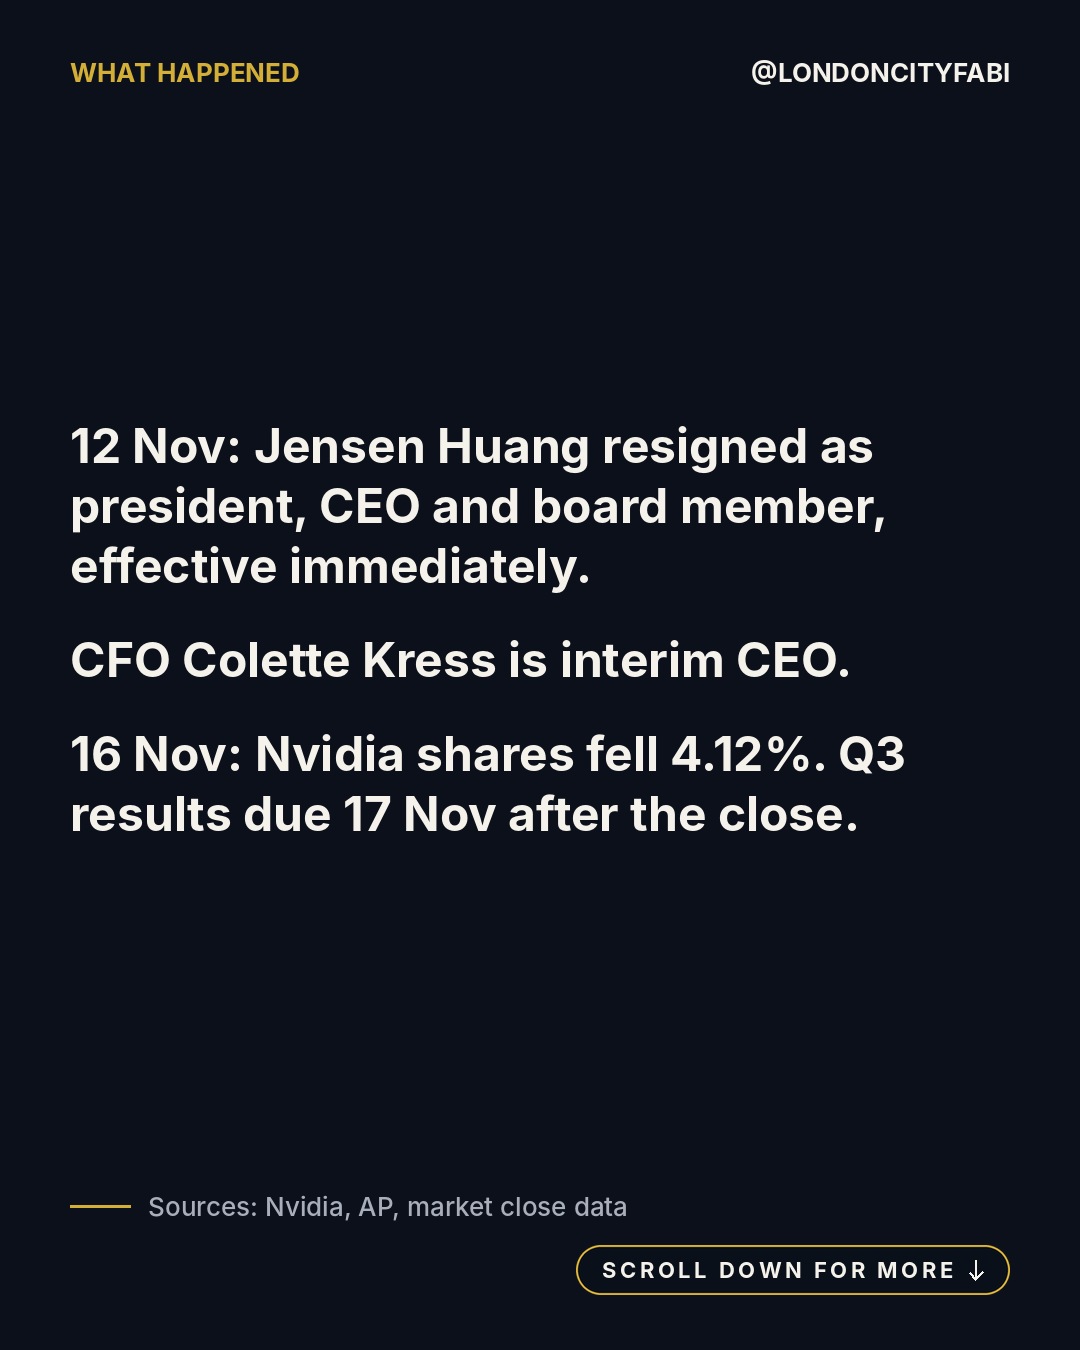 WHAT HAPPENED
@LONDONCITYFABI
12 Nov: Jensen Huang resigned as
president, CEO and board member,
effective immediately.
CFO Colette Kress is interim CEO.
16 Nov: Nvidia shares fell 4.12%. Q3
results due 17 Nov after the close.
Sources: Nvidia, AP, market close data
SCROLL DOWN FOR MORE ↓